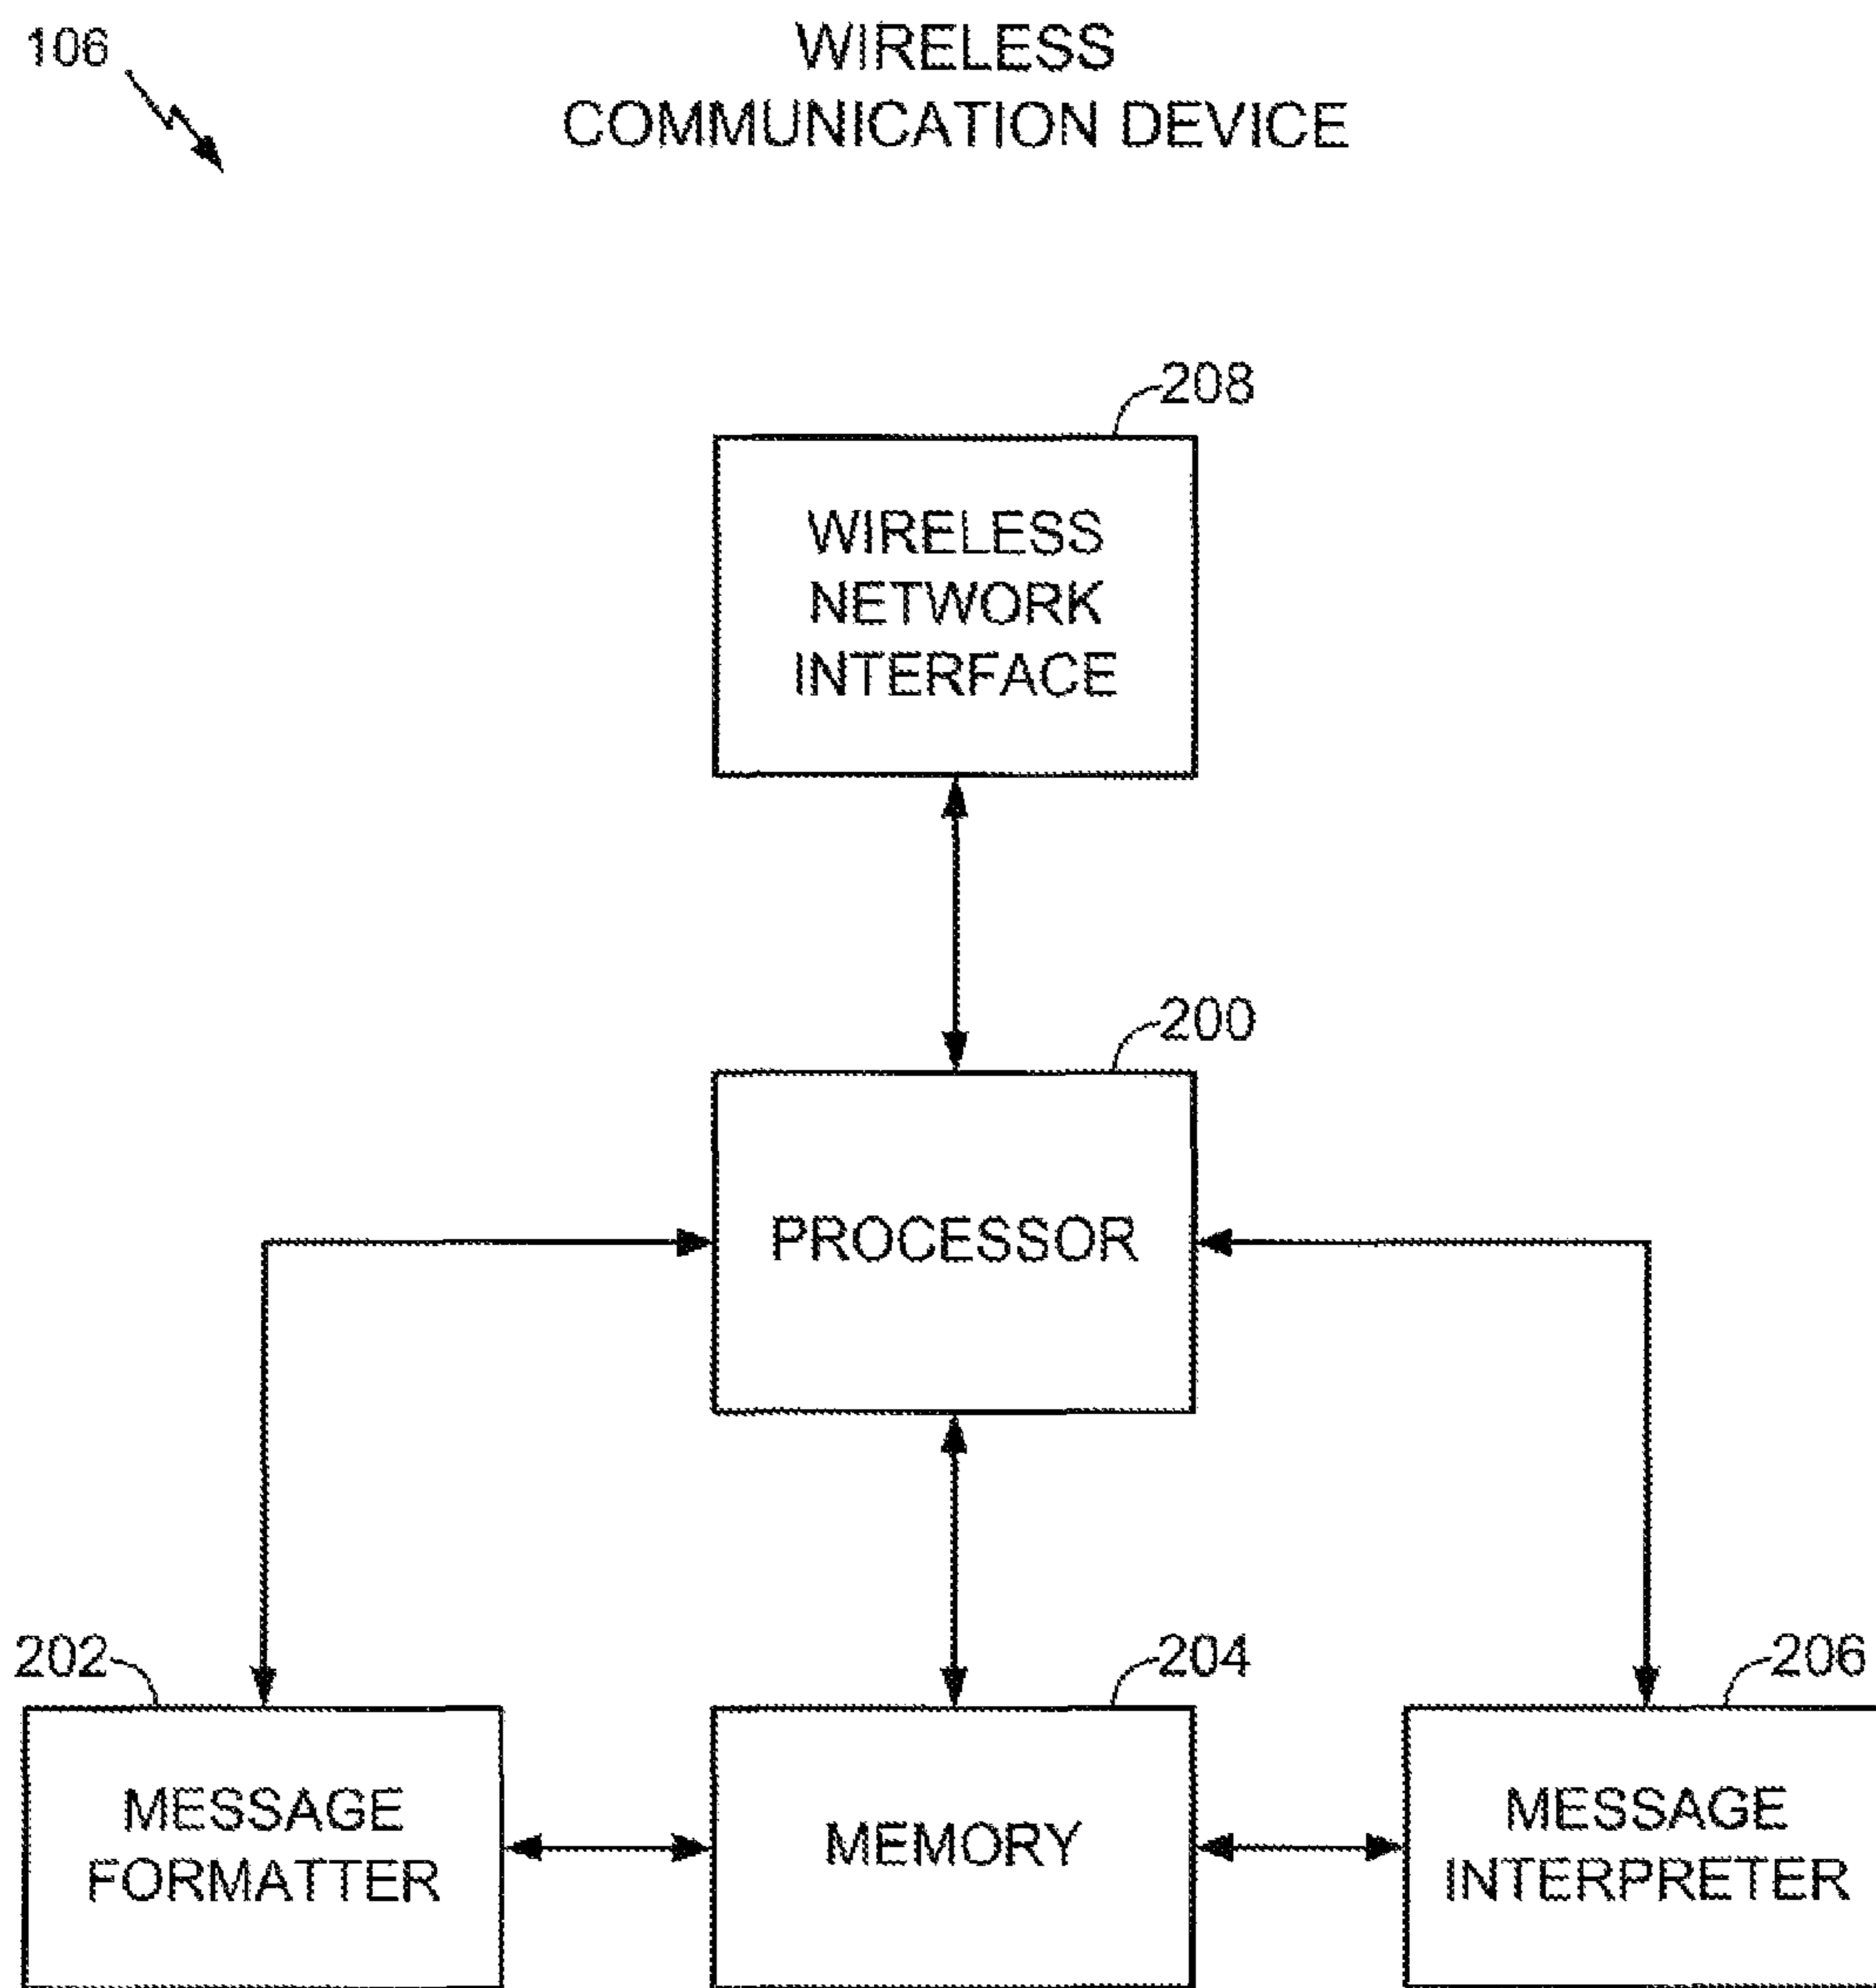 106
WIRELESS
COMMUNICATION DEVICE
208
WIRELESS
NETWORK
INTERFACE
200
PROCESSOR
202
204
206
MESSAGE
FORMATTER
MEMORY
MESSAGE
INTERPRETER